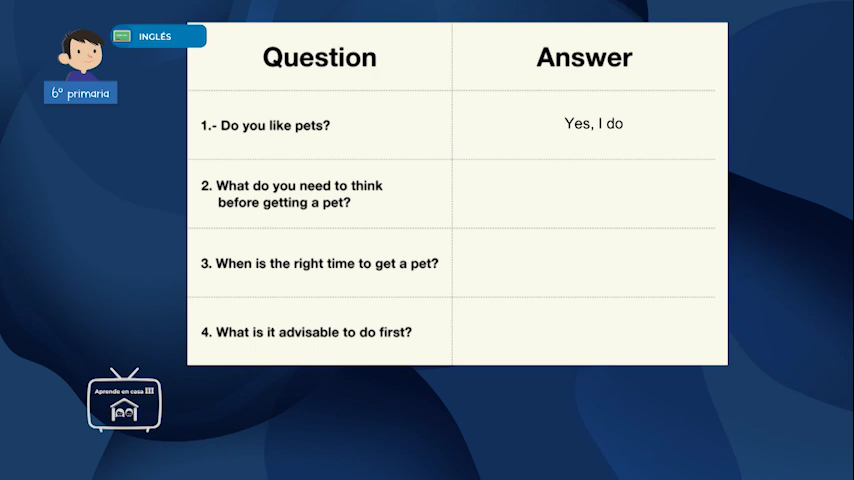 INGLÉS
6º primaria
Question Answer
1.- Do you like pets? Yes, I do
2. What do you need to think
before getting a pet?
3. When is the right time to get a pet?
4. What is it advisable to do first?
Aprende en casa III